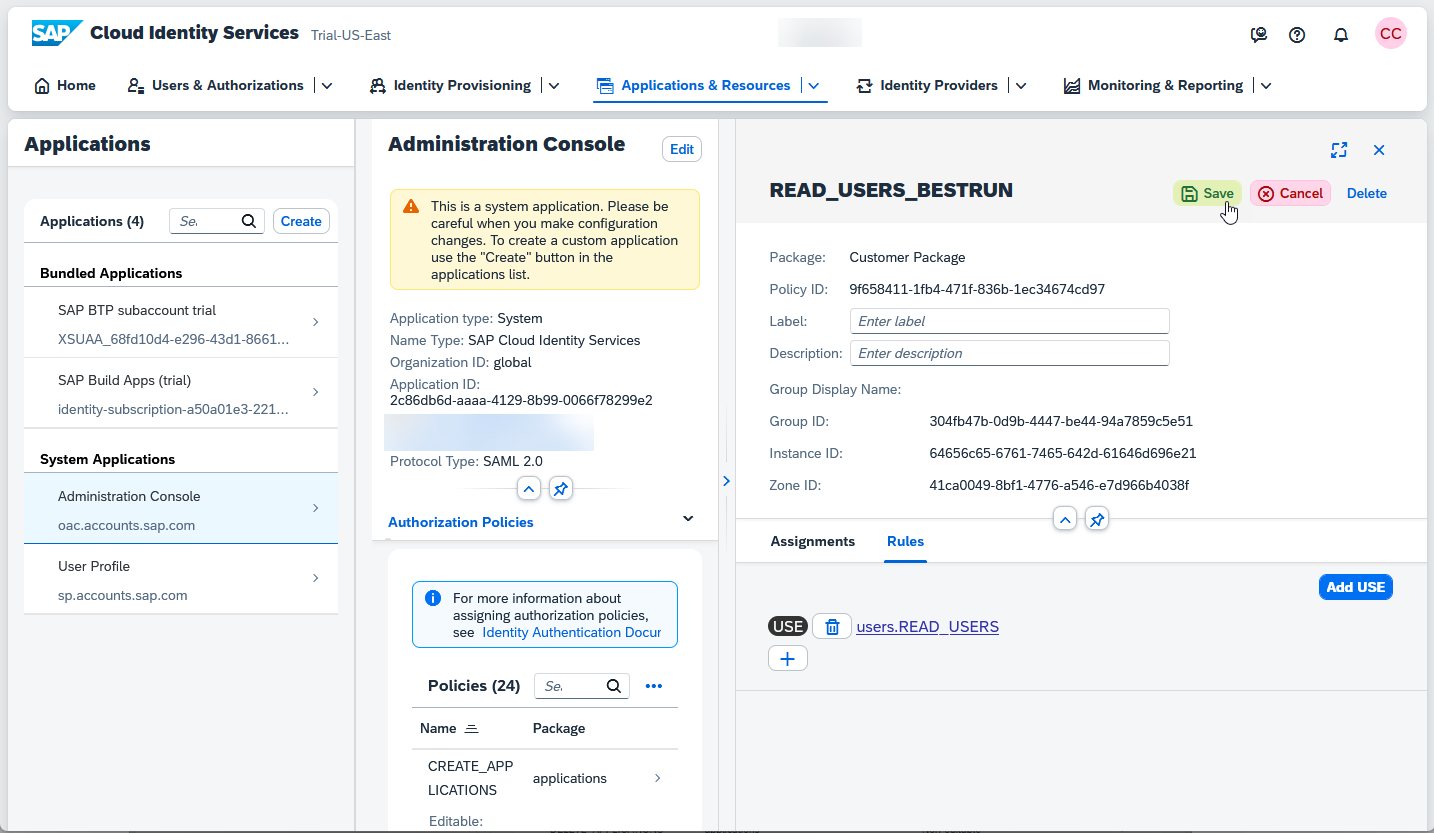 SAP Cloud Identity Services Trial-US-East
CC
Home
Users & Authorizations
Identity Provisioning
Applications & Resources
Identity Providers
Monitoring & Reporting
Applications
Applications (4)
Create
Bundled Applications
SAP BTP subaccount trial
XSUAA_68fd10d4-e296-43d1-8661...
SAP Build Apps (trial)
identity-subscription-a50a01e3-221...
System Applications
Administration Console
oac.accounts.sap.com
User Profile
sp.accounts.sap.com
Administration Console
Edit
This is a system application. Please be
careful when you make configuration
changes. To create a custom application
use the "Create" button in the
applications list.
Application type: System
Name Type: SAP Cloud Identity Services
Organization ID: global
Application ID:
2c86db6d-aaaa-4129-8b99-0066f78299e2
Protocol Type: SAML 2.0
Authorization Policies
For more information about
assigning authorization policies,
see Identity Authentication Docur
Policies (24)
Name
Package
CREATE_APP
LICATIONS
applications
Editable:
READ_USERS_BESTRUN
Save
Cancel
Delete
Package: Customer Package
Policy ID: 9f658411-1fb4-471f-836b-1ec34674cd97
Label: Enter label
Description: Enter description
Group Display Name:
Group ID: 304fb47b-0d9b-4447-be44-94a7859c5e51
Instance ID: 64656c65-6761-7465-642d-61646d696e21
Zone ID: 41ca0049-8bf1-4776-a546-e7d966b4038f
Assignments
Rules
Add USE
USE users.READ_USERS